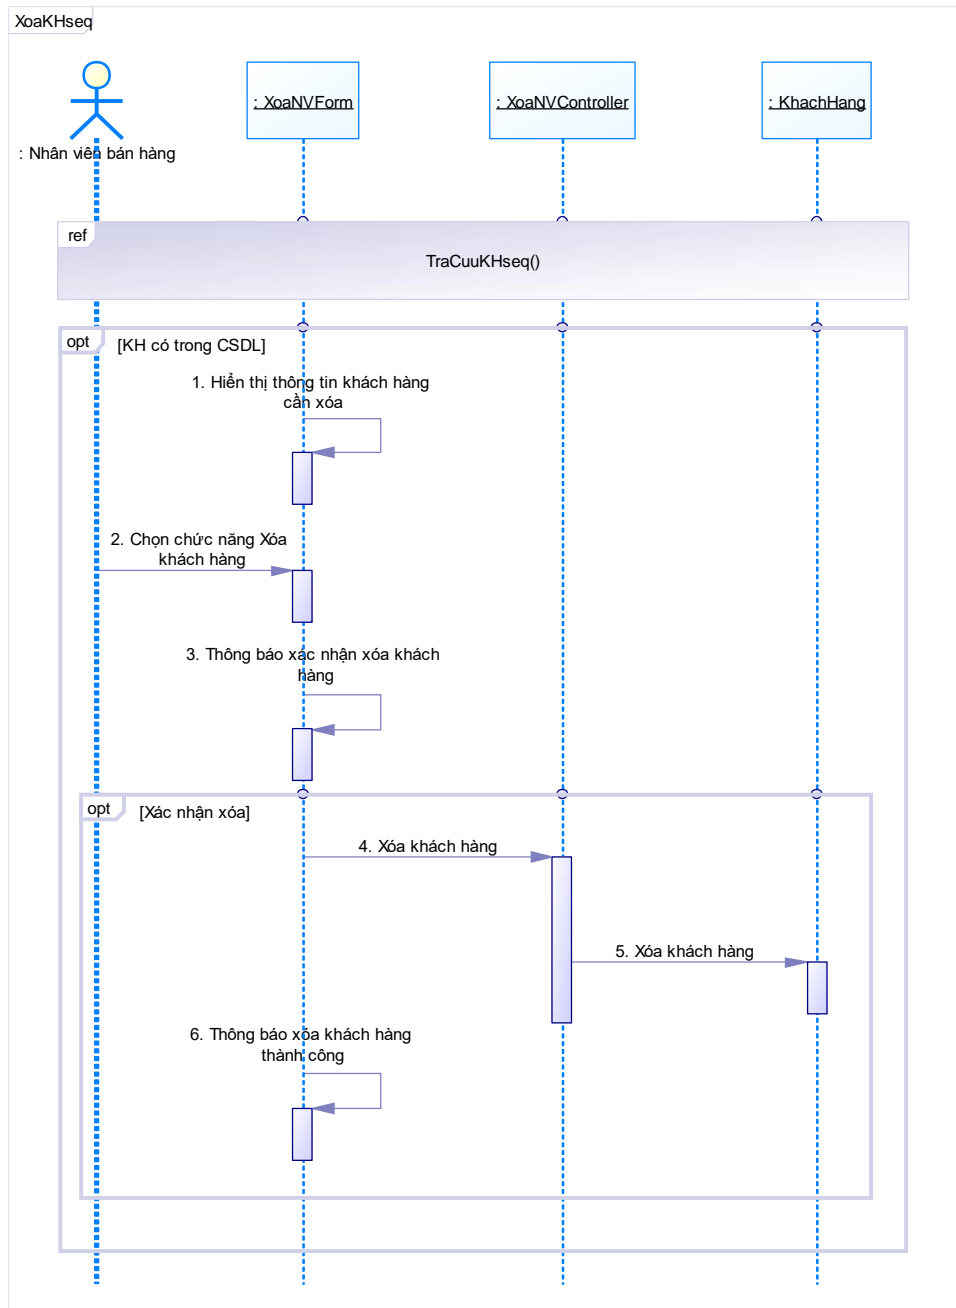 XoaKHseq
: XoaNVForm
: XoaNVController
: KhachHang
: Nhân viên bán hàng
ref
TraCuuKHseq()
opt
[KH có trong CSDL]
1. Hiển thị thông tin khách hàng
cần xóa
2. Chọn chức năng Xóa
khách hàng
3. Thông báo xác nhận xóa khách
hàng
opt
[Xác nhận xóa]
4. Xóa khách hàng
5. Xóa khách hàng
6. Thông báo xóa khách hàng
thành công